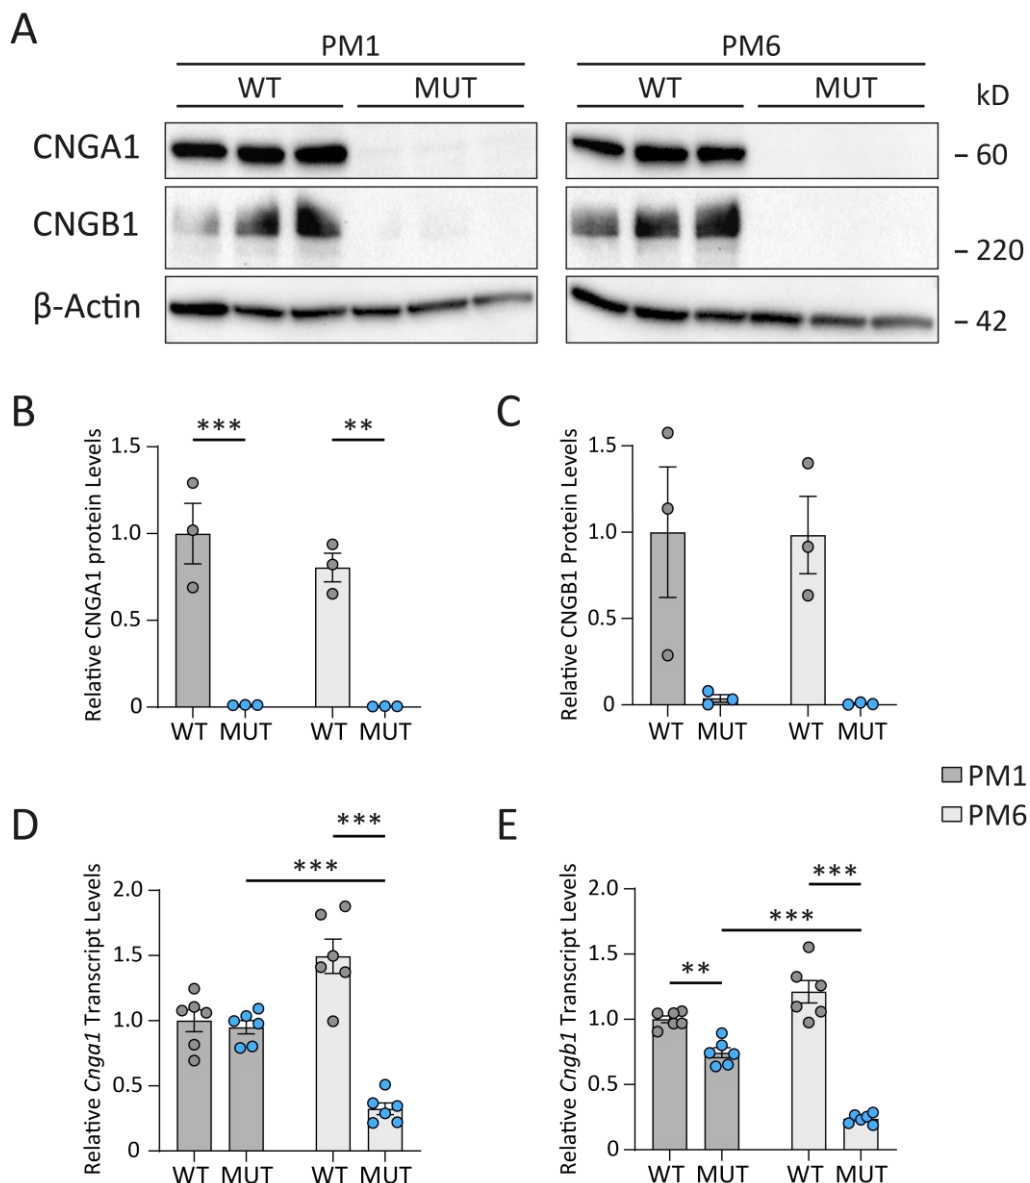 A
PM1
PM6
WT
MUT
WT
MUT
kD
CNGA1
– 60
CNGB1
– 220
β-Actin
– 42
B
C
Relative CNGA1 protein Levels
1.5
1.0
0.5
0
***
**
WT
MUT
WT
MUT
Relative CNGB1 Protein Levels
1.5
1.0
0.5
0
WT
MUT
WT
MUT
PM1
PM6
D
E
Relative Cnga1 Transcript Levels
2.0
1.5
1.0
0.5
0
***
***
WT
MUT
WT
MUT
Relative Cngb1 Transcript Levels
2.0
1.5
1.0
0.5
0
***
***
**
WT
MUT
WT
MUT